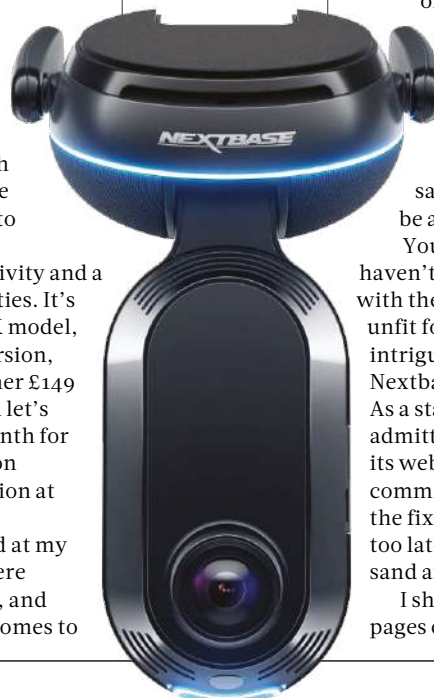 NEXTBASE
to
ivity and a
ties. It's
K model,
rsion,
her £149
let's
nth for
on
ion at
d at my
ere
, and
omes to
sa
be a
You
haven't
with the
unfit fo
intrigu
Nextba
As a sta
admitt
its web
comm
the fix
too lat
sand a
I sh
pages o